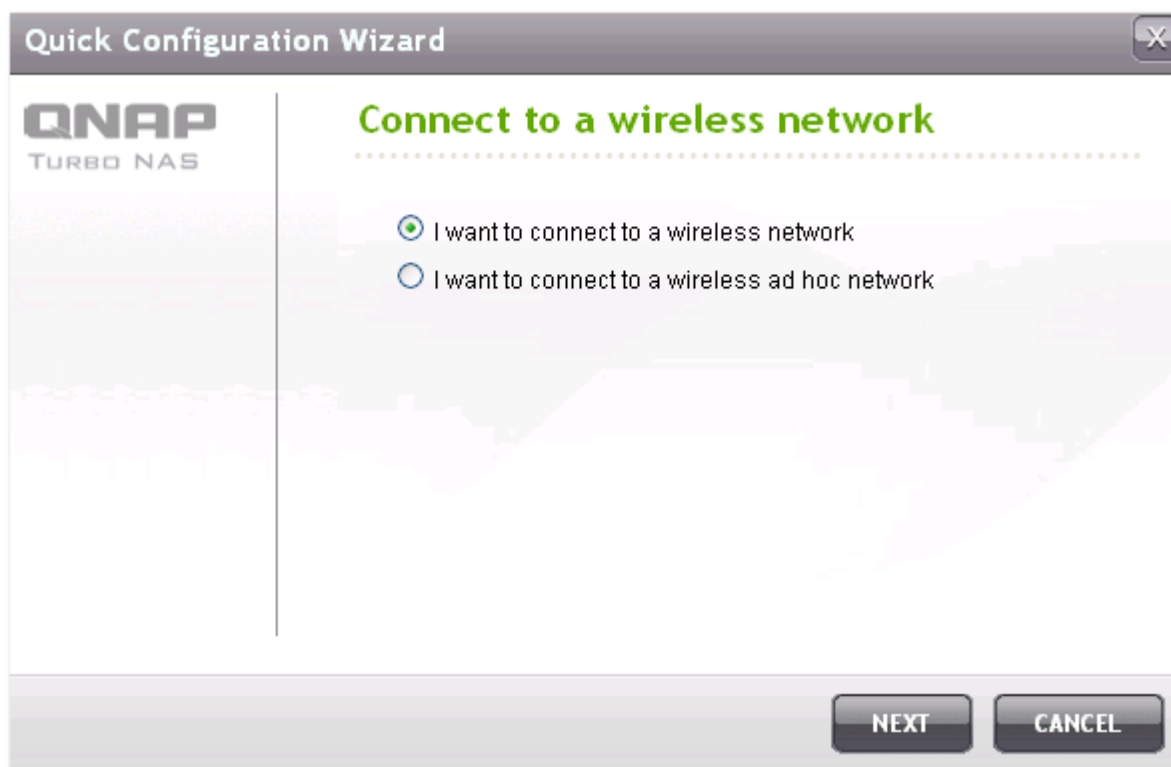 Quick Configuration Wizard
X
QNAP
TURBO NAS
Connect to a wireless network
I want to connect to a wireless network
I want to connect to a wireless ad hoc network
NEXT
CANCEL